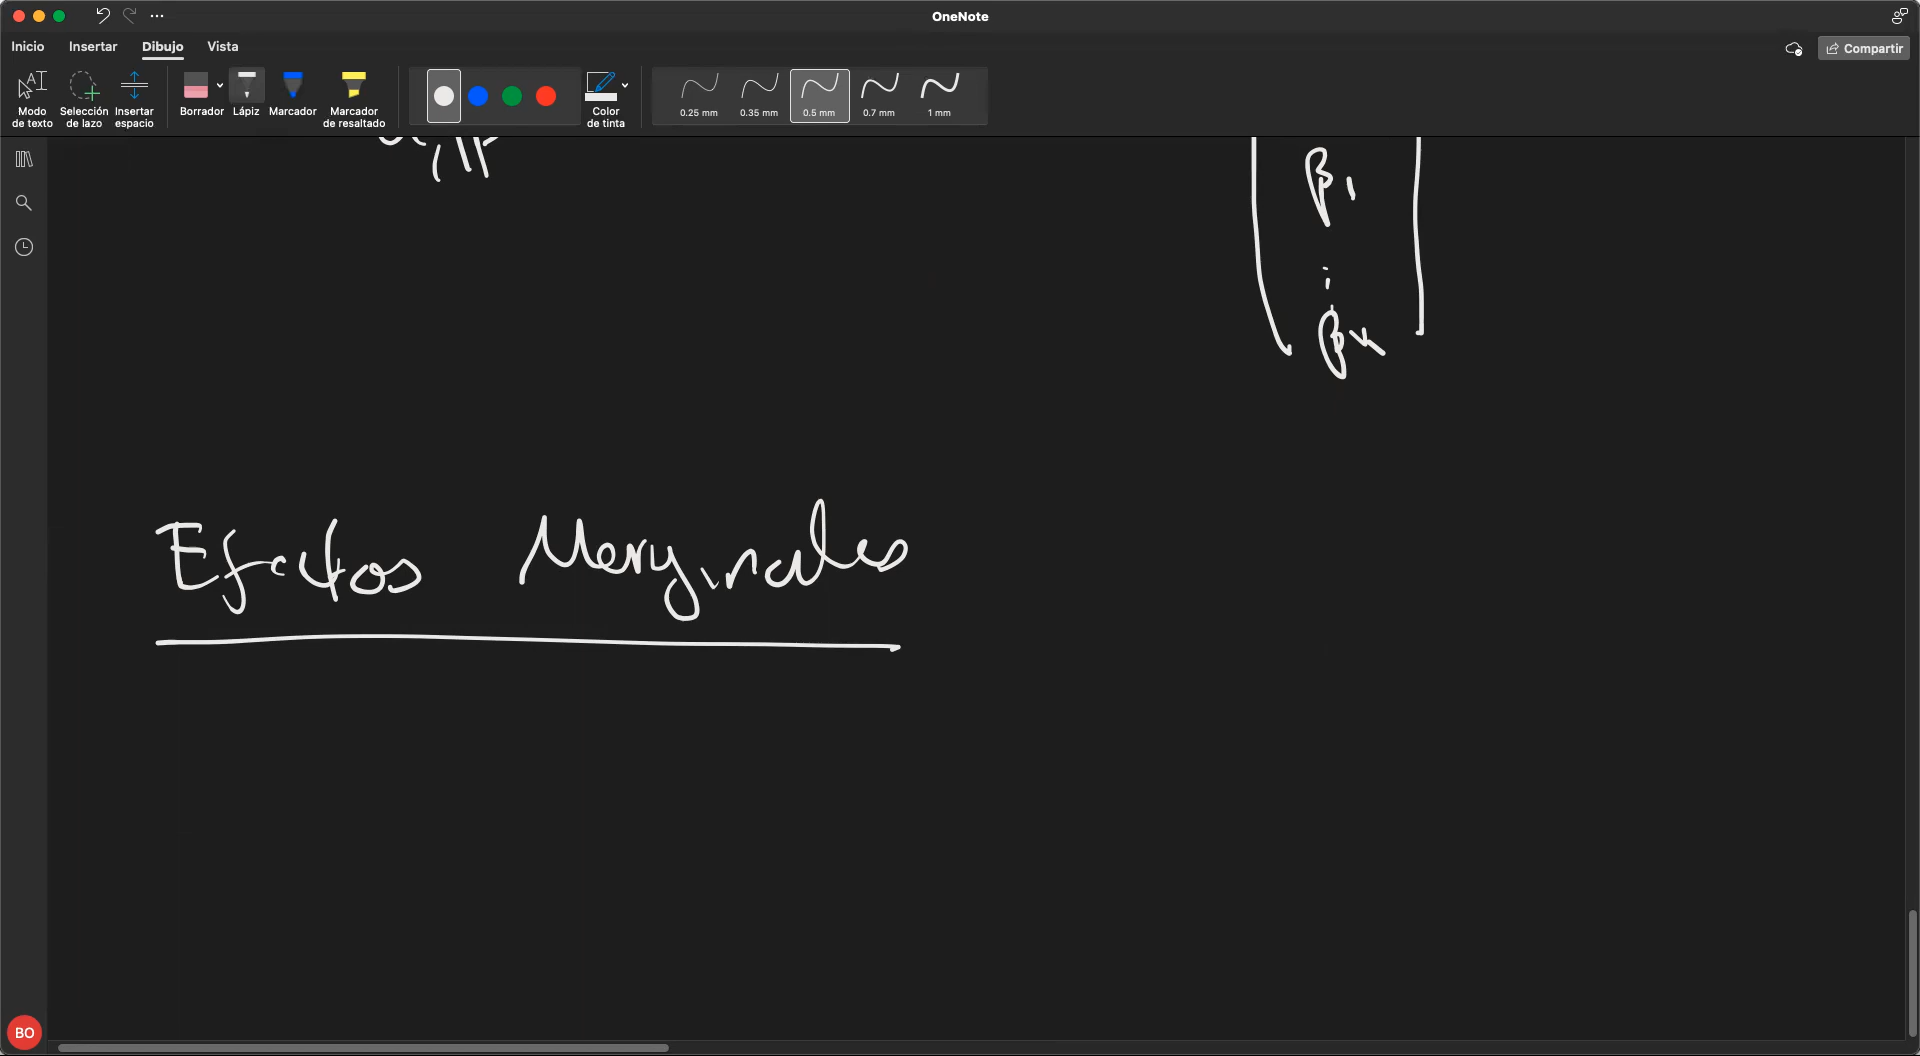 OneNote
Inicio Insertar Dibujo Vista
Compartir
Modo de texto
Selección de lazo
Insertar espacio
Borrador
Lápiz
Marcador
Marcador de resaltado
Color de tinta
0.25 mm
0.35 mm
0.5 mm
0.7 mm
1 mm
β1
⋮
βk
Efectos Marginales
BO